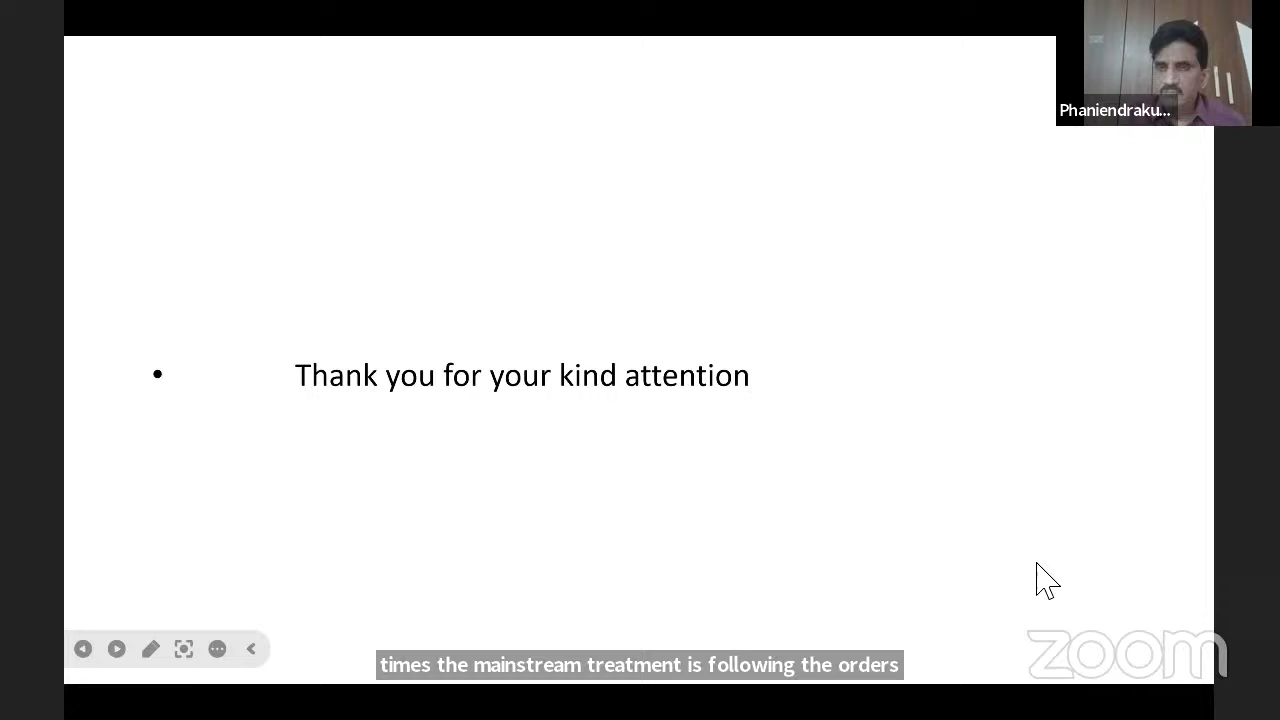 Phaniendraku...
• Thank you for your kind attention
times the mainstream treatment is following the orders
zoom